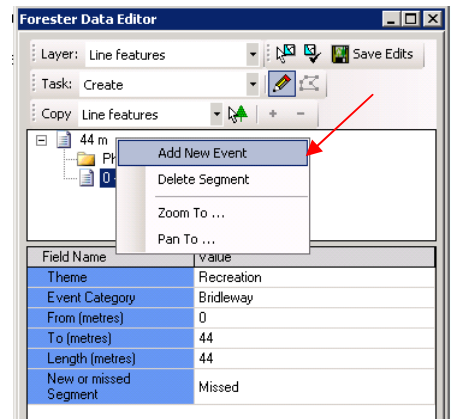 Forester Data Editor
Layer: Line features Save Edits
Task: Create
Copy Line features + -
44 m
Add New Event
Delete Segment
Zoom To ...
Pan To ...
Field Name Value
Theme Recreation
Event Category Bridleway
From (metres) 0
To (metres) 44
Length (metres) 44
New or missed
Segment Missed